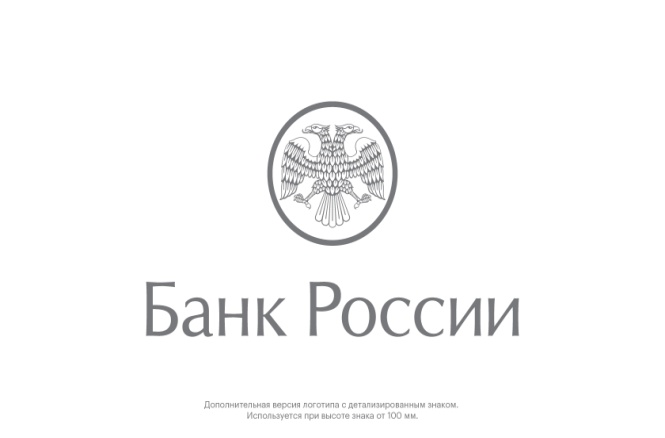 Банк России
Дополнительная версия логотипа с детализированным знаком.
Используется при высоте знака от 100 мм.